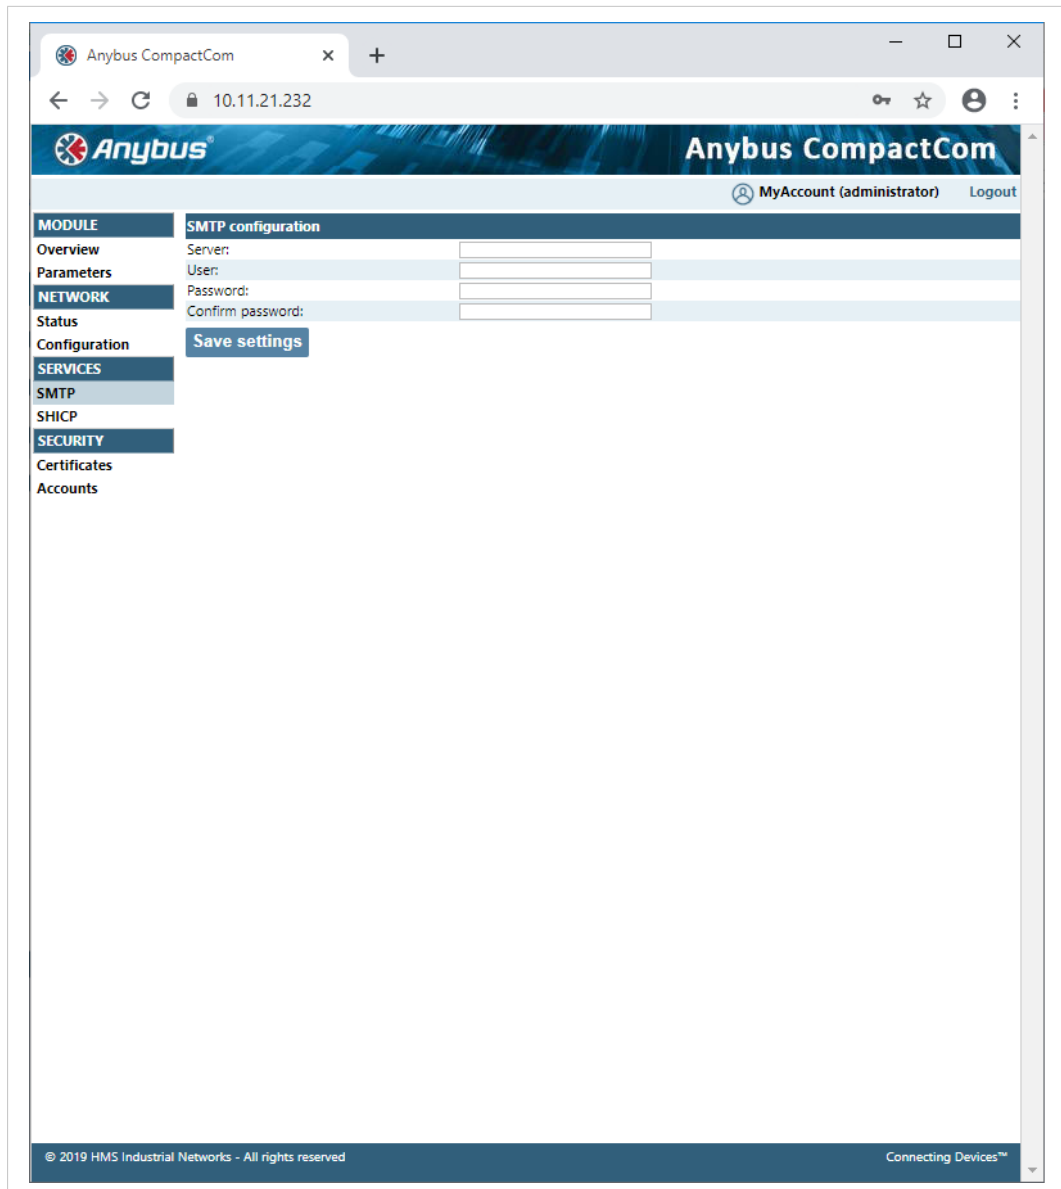 Anybus CompactCom
10.11.21.232
Anybus®
Anybus CompactCom
MyAccount (administrator) Logout
MODULE
Overview
Parameters
NETWORK
Status
Configuration
SERVICES
SMTP
SHICP
SECURITY
Certificates
Accounts
SMTP configuration
Server:
User:
Password:
Confirm password:
Save settings
© 2019 HMS Industrial Networks - All rights reserved
Connecting Devices™